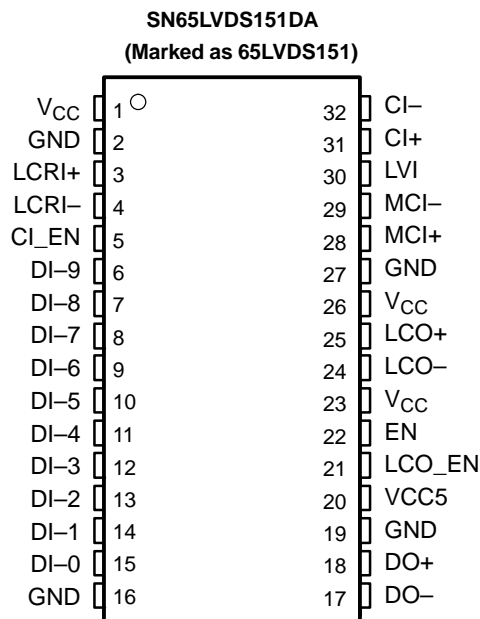 SN65LVDS151DA
(Marked as 65LVDS151)
VCC 1 32 CI–
GND 2 31 CI+
LCRI+ 3 30 LVI
LCRI– 4 29 MCI–
CI_EN 5 28 MCI+
DI–9 6 27 GND
DI–8 7 26 VCC
DI–7 8 25 LCO+
DI–6 9 24 LCO–
DI–5 10 23 VCC
DI–4 11 22 EN
DI–3 12 21 LCO_EN
DI–2 13 20 VCC5
DI–1 14 19 GND
DI–0 15 18 DO+
GND 16 17 DO–